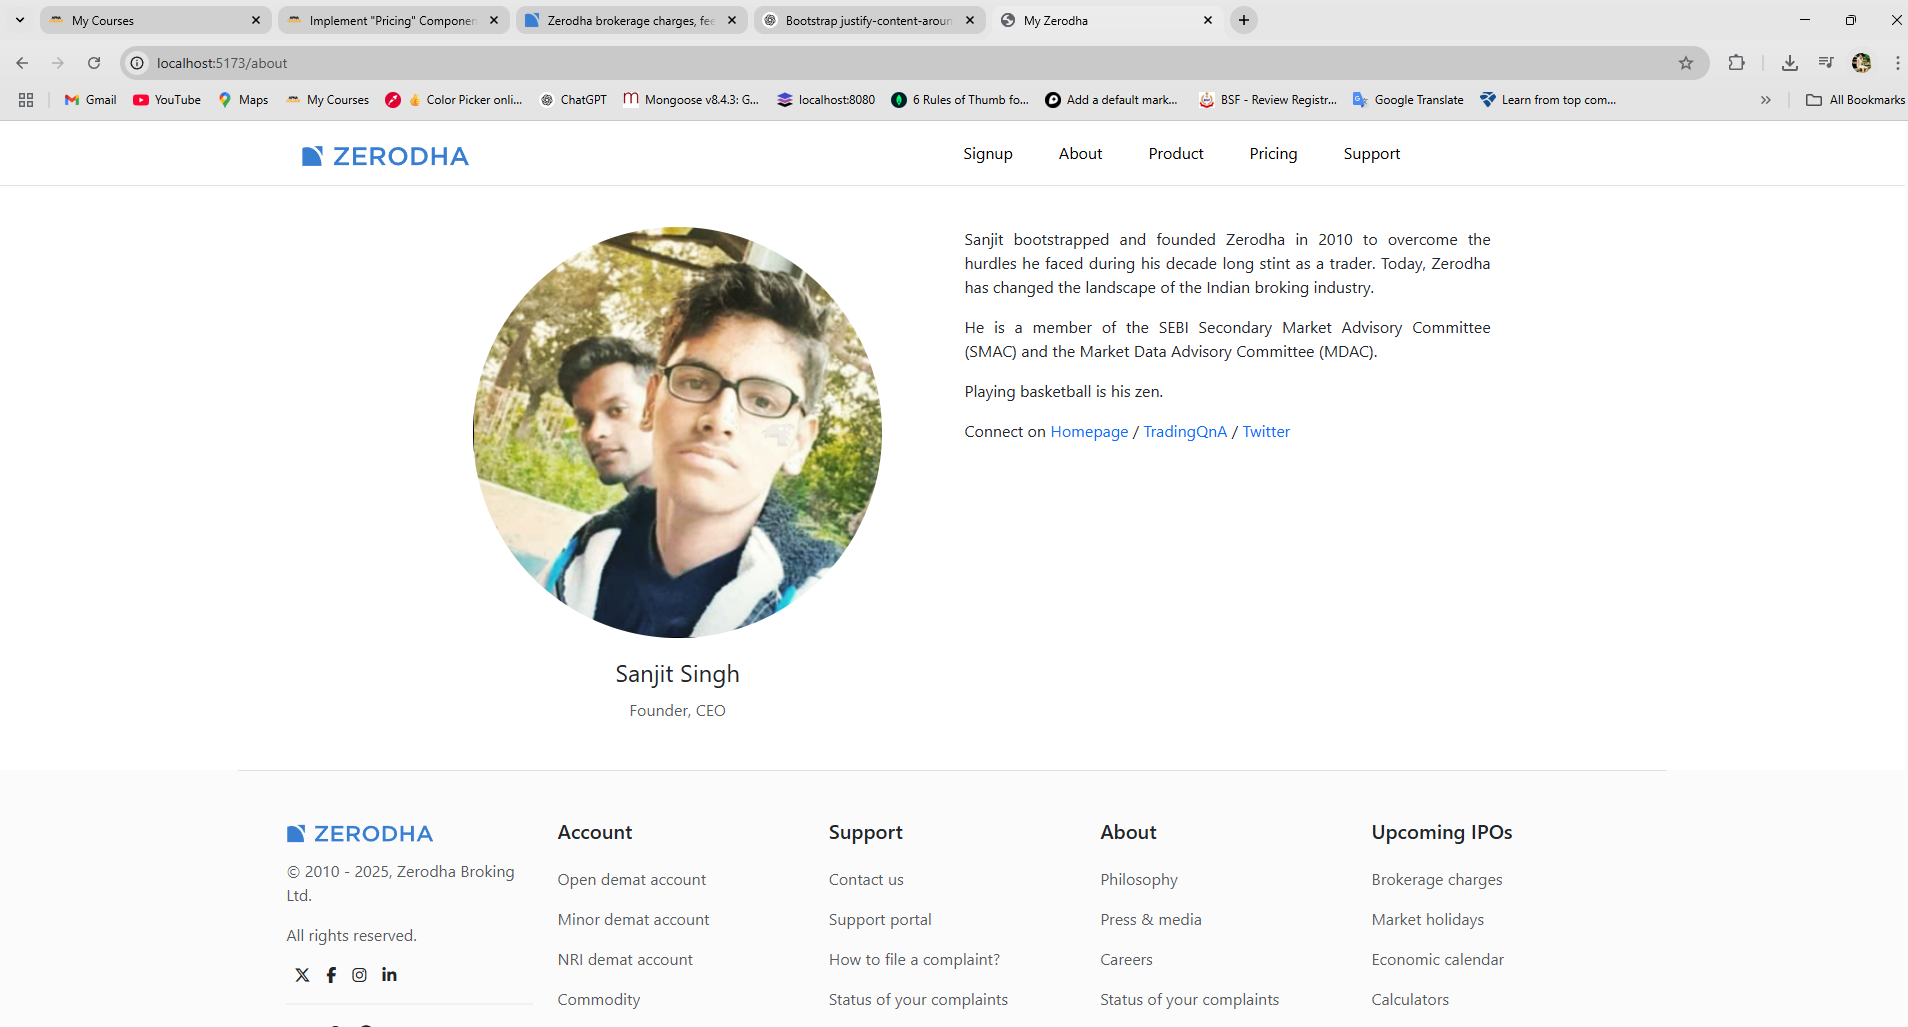 My Courses
Implement "Pricing" Componen
Zerodha brokerage charges, fee
Bootstrap justify-content-aroun
My Zerodha
localhost:5173/about
Gmail
YouTube
Maps
My Courses
Color Picker onli...
ChatGPT
Mongoose v8.4.3: G...
localhost:8080
6 Rules of Thumb fo...
Add a default mark...
BSF - Review Registr...
Google Translate
Learn from top com...
All Bookmarks
ZERODHA
Signup
About
Product
Pricing
Support
Sanjit bootstrapped and founded Zerodha in 2010 to overcome the
hurdles he faced during his decade long stint as a trader. Today, Zerodha
has changed the landscape of the Indian broking industry.
He is a member of the SEBI Secondary Market Advisory Committee
(SMAC) and the Market Data Advisory Committee (MDAC).
Playing basketball is his zen.
Connect on Homepage / TradingQnA / Twitter
Sanjit Singh
Founder, CEO
ZERODHA
© 2010 - 2025, Zerodha Broking
Ltd.
All rights reserved.
Account
Open demat account
Minor demat account
NRI demat account
Commodity
Support
Contact us
Support portal
How to file a complaint?
Status of your complaints
About
Philosophy
Press & media
Careers
Status of your complaints
Upcoming IPOs
Brokerage charges
Market holidays
Economic calendar
Calculators